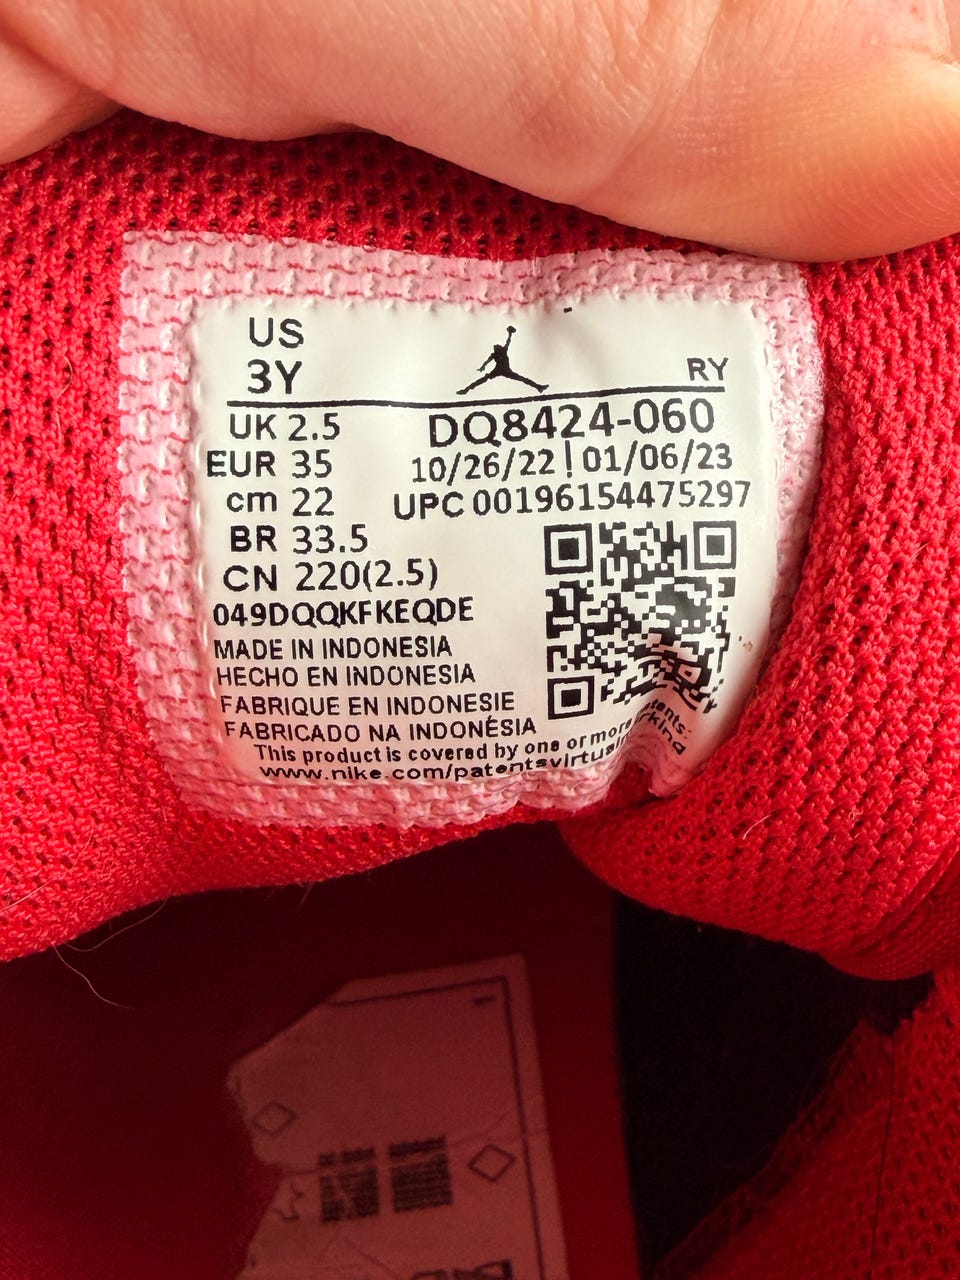 US
3Y
RY
UK 2.5
DQ8424-060
EUR 35
10/26/22 | 01/06/23
cm 22
UPC 00196154475297
BR 33.5
CN 220(2.5)
049DQQKFKEQDE
MADE IN INDONESIA
HECHO EN INDONESIA
FABRIQUE EN INDONESIE
FABRICADO NA INDONÉSIA
This product is covered by one or more patents:
www.nike.com/patentsvirtual